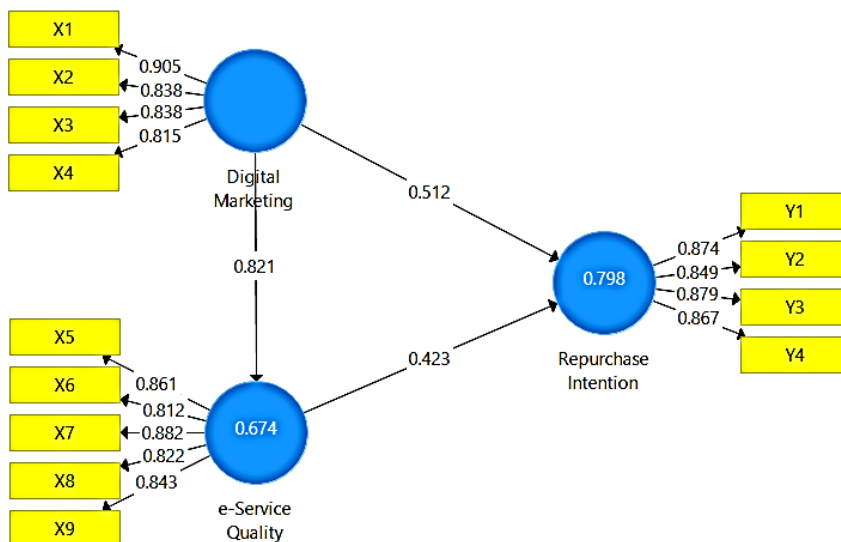 X1
X2
X3
X4
0.905
0.838
0.838
0.815
Digital
Marketing
0.512
0.821
0.798
Repurchase
Intention
0.874
0.849
0.879
0.867
Y1
Y2
Y3
Y4
X5
X6
X7
X8
X9
0.861
0.812
0.882
0.822
0.843
0.674
e-Service
Quality
0.423